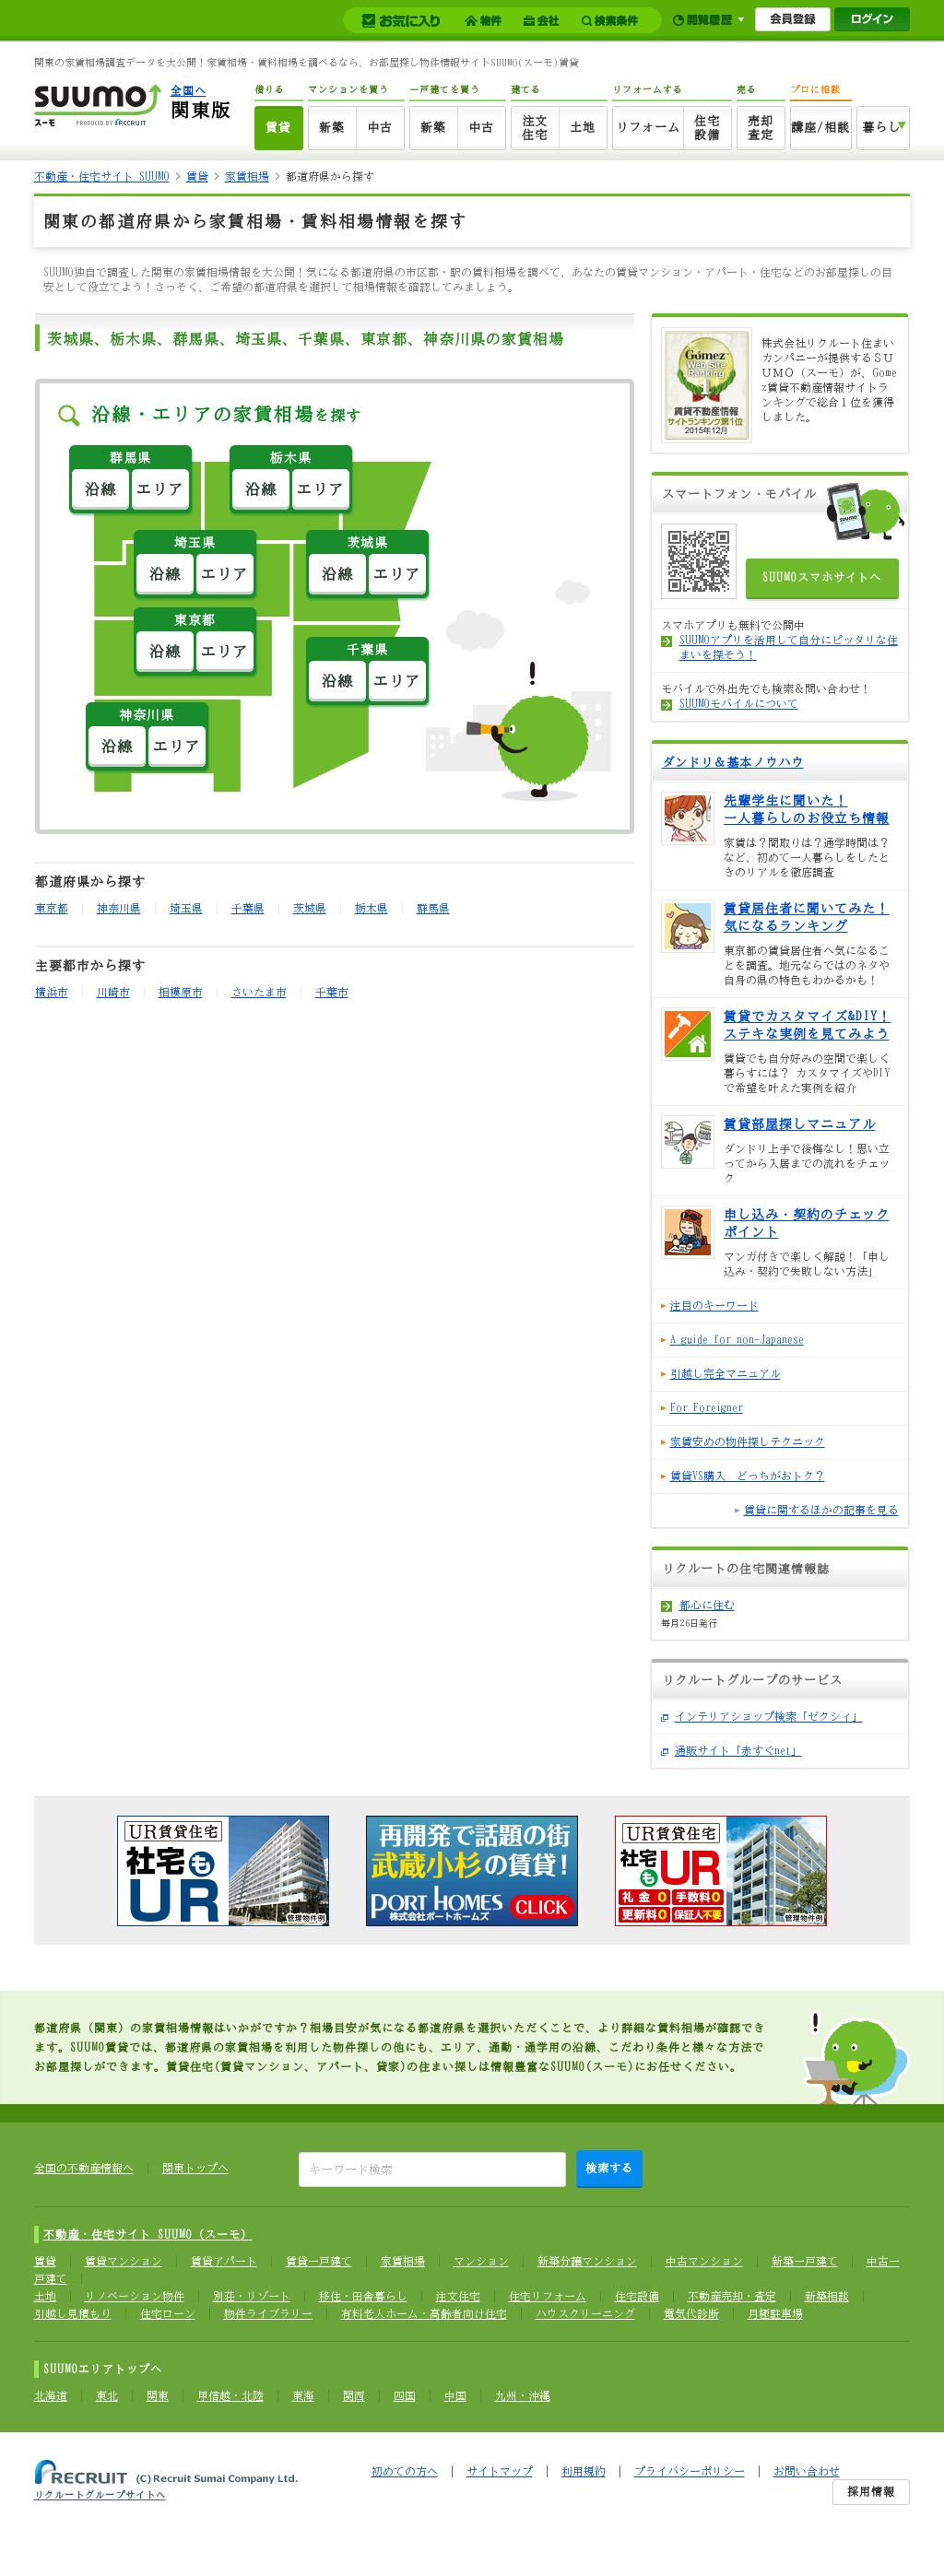 お気に入り 物件 会社 検索条件 閲覧履歴 会員登録 ログイン
関東の家賃相場調査データを大公開！家賃相場・賃料相場を調べるなら、お部屋探し物件情報サイトSUUMO(スーモ)賃貸
SUUMO スーモ PRODUCED BY RECRUIT
全国へ
関東版
借りる マンションを買う 一戸建てを買う 建てる リフォームする 売る プロに相談
賃貸 新築 中古 新築 中古 注文住宅 土地 リフォーム 住宅設備 売却査定 講座/相談 暮らし
不動産・住宅サイト SUUMO > 賃貸 > 家賃相場 > 都道府県から探す
関東の都道府県から家賃相場・賃料相場情報を探す
SUUMO独自で調査した関東の家賃相場情報を大公開！気になる都道府県の市区郡・駅の賃料相場を調べて、あなたの賃貸マンション・アパート・住宅などのお部屋探しの目
安として役立てよう！さっそく、ご希望の都道府県を選択して相場情報を確認してみましょう。
茨城県、栃木県、群馬県、埼玉県、千葉県、東京都、神奈川県の家賃相場
沿線・エリアの家賃相場を探す
群馬県
沿線 エリア
栃木県
沿線 エリア
埼玉県
沿線 エリア
茨城県
沿線 エリア
東京都
沿線 エリア
千葉県
沿線 エリア
神奈川県
沿線 エリア
都道府県から探す
東京都 神奈川県 埼玉県 千葉県 茨城県 栃木県 群馬県
主要都市から探す
横浜市 川崎市 相模原市 さいたま市 千葉市
Gomez
Web Site
Ranking
1
賃貸不動産情報
サイトランキング第1位
2015年12月
株式会社リクルート住まい
カンパニーが提供するＳＵ
ＵＭＯ（スーモ）が、Gome
z賃貸不動産情報サイトラ
ンキングで総合１位を獲得
しました。
スマートフォン・モバイル
SUUMOスマホサイトへ
スマホアプリも無料で公開中
SUUMOアプリを活用して自分にピッタリな住
まいを探そう！
モバイルで外出先でも検索&問い合わせ！
SUUMOモバイルについて
ダンドリ＆基本ノウハウ
先輩学生に聞いた！
一人暮らしのお役立ち情報
家賃は？間取りは？通学時間は？
など、初めて一人暮らしをしたと
きのリアルを徹底調査
賃貸居住者に聞いてみた！
気になるランキング
東京都の賃貸居住者へ気になるこ
とを調査。地元ならではのネタや
自身の県の特色もわかるかも！
賃貸でカスタマイズ&DIY！
ステキな実例を見てみよう
賃貸でも自分好みの空間で楽しく
暮らすには？ カスタマイズやDIY
で希望を叶えた実例を紹介
賃貸部屋探しマニュアル
ダンドリ上手で後悔なし！思い立
ってから入居までの流れをチェッ
ク
申し込み・契約のチェック
ポイント
マンガ付きで楽しく解説！「申し
込み・契約で失敗しない方法」
注目のキーワード
A guide for non-Japanese
引越し完全マニュアル
For Foreigner
家賃安めの物件探しテクニック
賃貸VS購入　どっちがおトク？
賃貸に関するほかの記事を見る
リクルートの住宅関連情報誌
都心に住む
毎月26日発行
リクルートグループのサービス
インテリアショップ検索「ゼクシィ」
通販サイト「赤すぐnet」
UR賃貸住宅
社宅も
UR
管理物件例
再開発で話題の街
武蔵小杉の賃貸！
PORT HOMES
株式会社ポートホームズ
CLICK
UR賃貸住宅
社宅も
UR
礼金0 手数料0
更新料0 保証人不要
管理物件例
都道府県（関東）の家賃相場情報はいかがですか？相場目安が気になる都道府県を選択いただくことで、より詳細な賃料相場が確認でき
ます。SUUMO賃貸では、都道府県の家賃相場を利用した物件探しの他にも、エリア、通勤・通学用の沿線、こだわり条件と様々な方法で
お部屋探しができます。賃貸住宅(賃貸マンション、アパート、貸家)の住まい探しは情報豊富なSUUMO(スーモ)にお任せください。
全国の不動産情報へ 関東トップへ キーワード検索 検索する
不動産・住宅サイト SUUMO（スーモ）
賃貸 賃貸マンション 賃貸アパート 賃貸一戸建て 家賃相場 マンション 新築分譲マンション 中古マンション 新築一戸建て 中古一
戸建て
土地 リノベーション物件 別荘・リゾート 移住・田舎暮らし 注文住宅 住宅リフォーム 住宅設備 不動産売却・査定 新築相談
引越し見積もり 住宅ローン 物件ライブラリー 有料老人ホーム・高齢者向け住宅 ハウスクリーニング 電気代診断 月極駐車場
SUUMOエリアトップへ
北海道 東北 関東 甲信越・北陸 東海 関西 四国 中国 九州・沖縄
RECRUIT (C) Recruit Sumai Company Ltd.
リクルートグループサイトへ
初めての方へ | サイトマップ | 利用規約 | プライバシーポリシー | お問い合わせ
採用情報